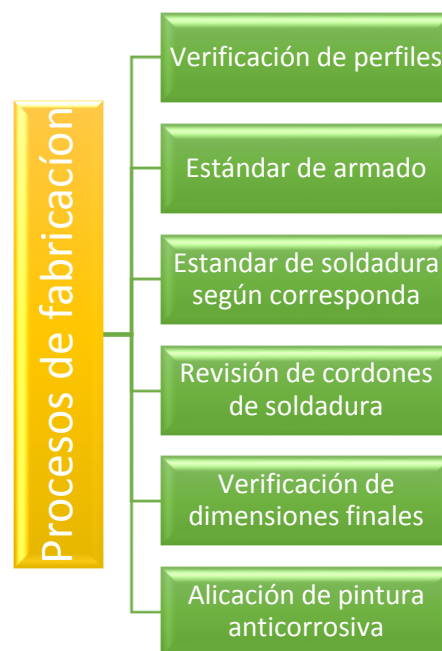 Procesos de fabricacíon
Verificación de perfiles
Estándar de armado
Estandar de soldadura
según corresponda
Revisión de cordones
de soldadura
Verificación de
dimensiones finales
Alicación de pintura
anticorrosiva